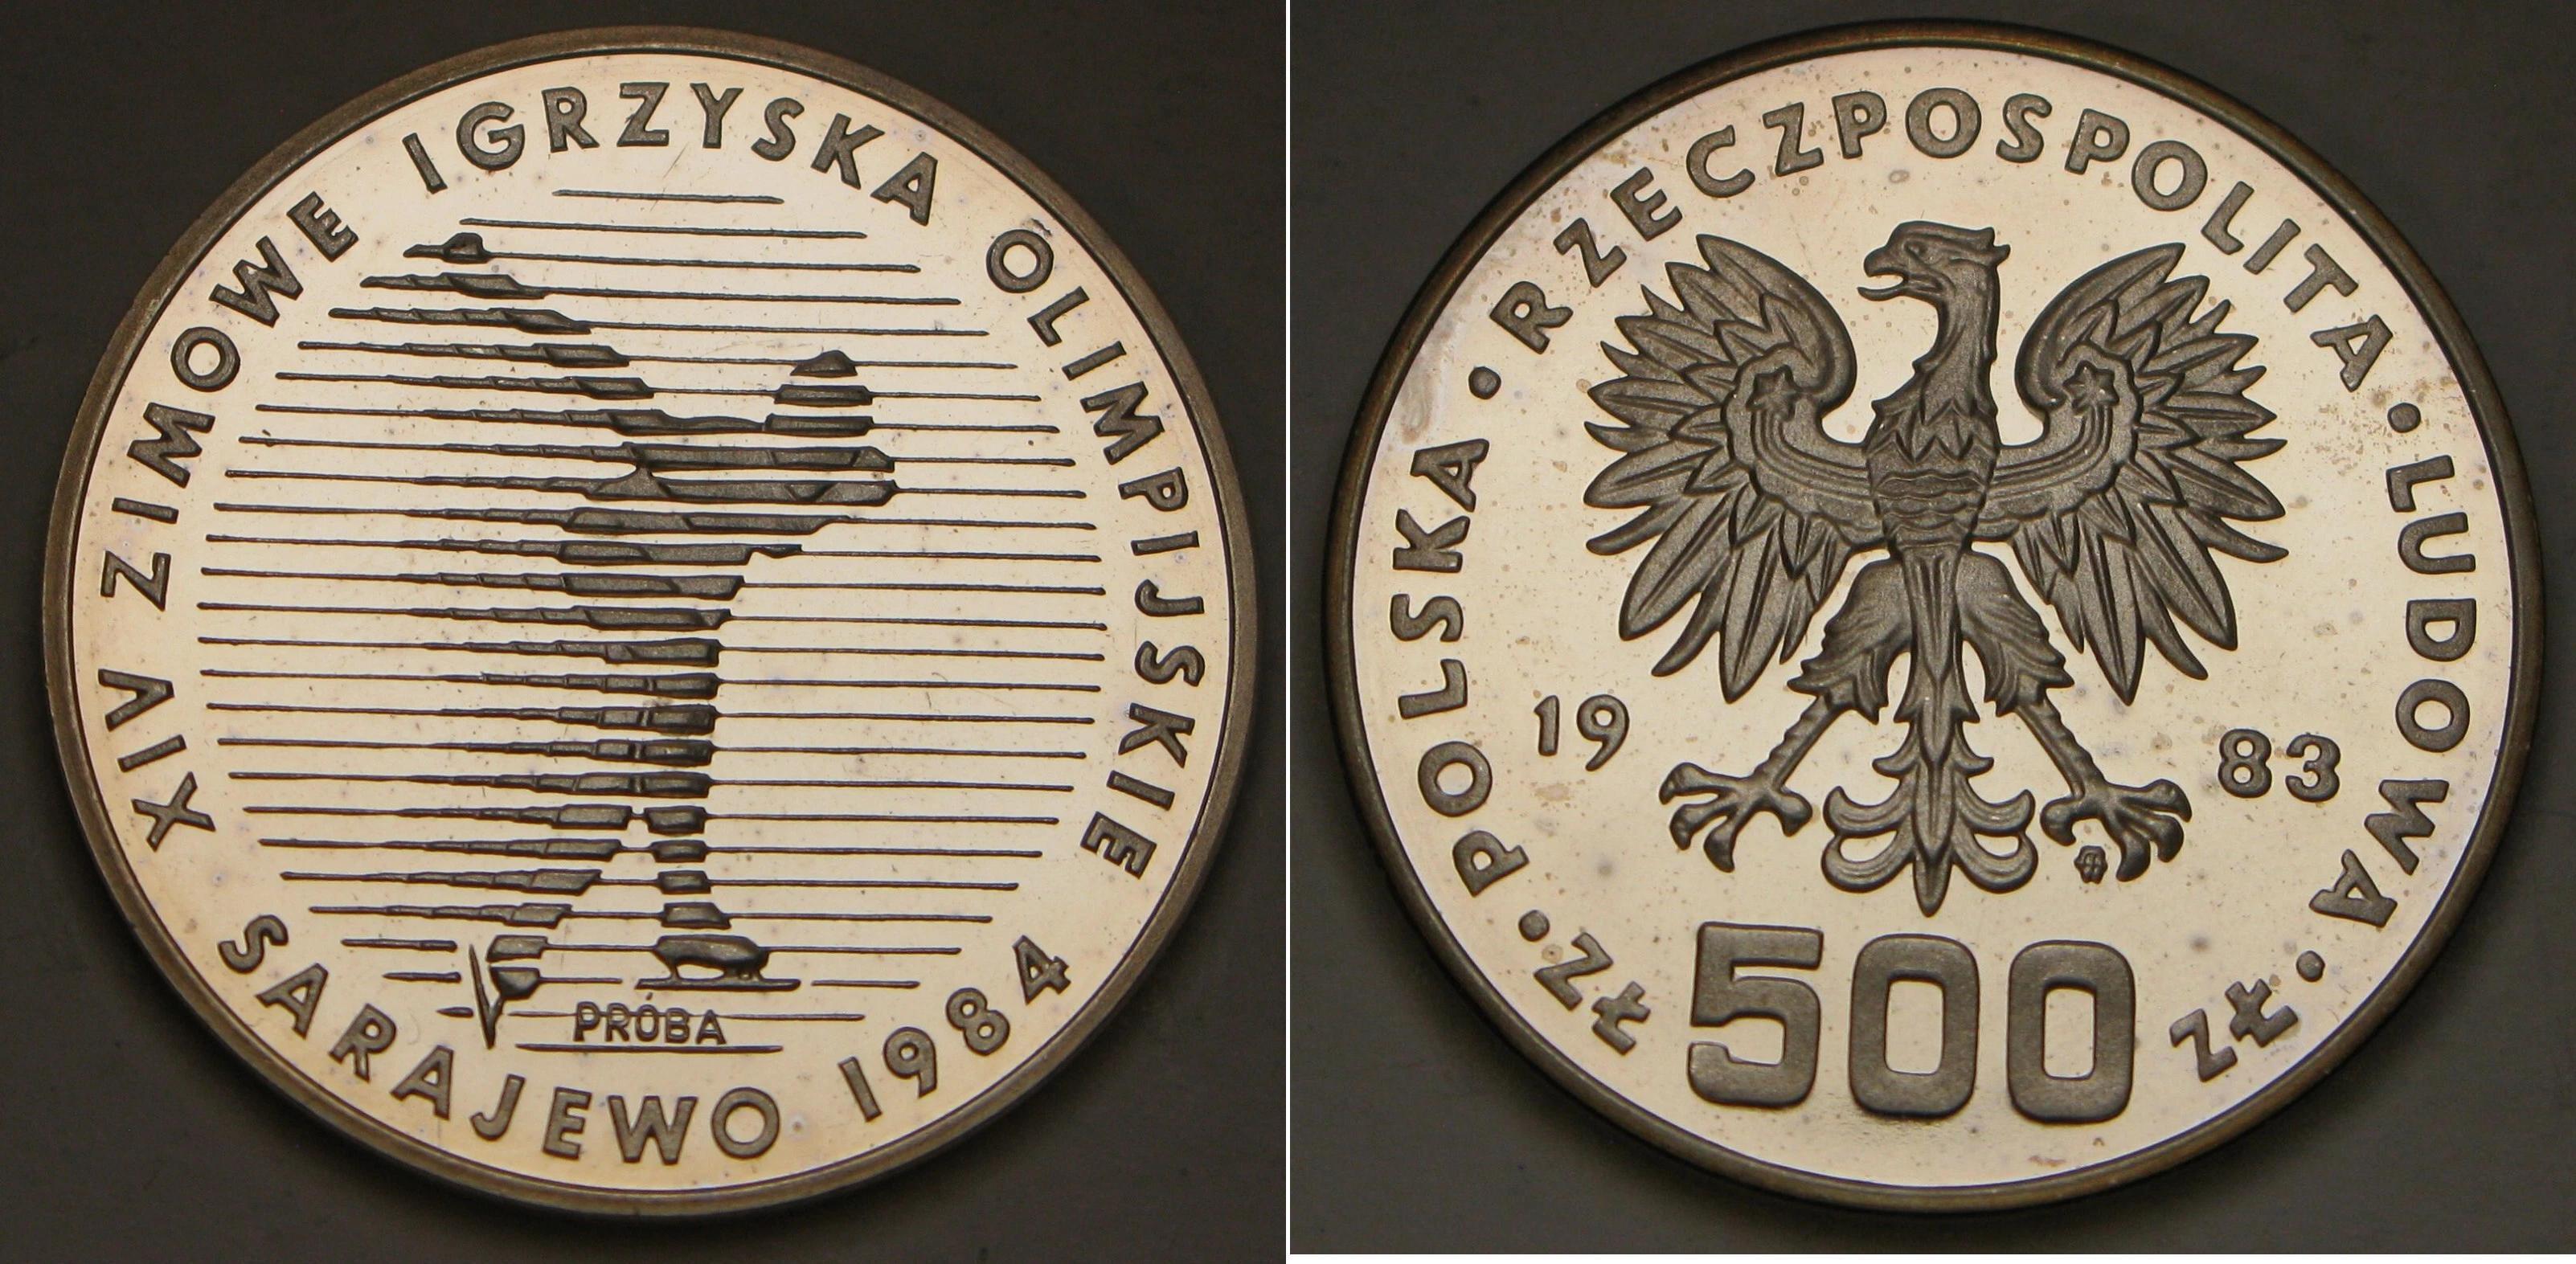 XIV ZIMOWE IGRZYSKA OLIMPIJSKIE
SARAJEWO 1984
PRÓBA
POLSKA • RZECZPOSPOLITA • LUDOWA
19 83
• ZŁ 500 ZŁ •